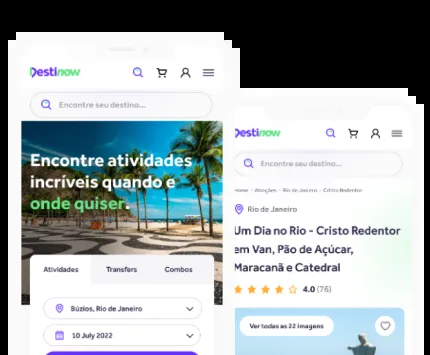 Destinow
Encontre seu destino...
Encontre atividades
incríveis quando e
onde quiser.
Atividades Transfers Combos
Búzios, Rio de Janeiro
10 July 2022
Destinow
Encontre seu destino...
Home > Atrações > Rio de Janeiro > Cristo Redentor
Rio de Janeiro
Um Dia no Rio - Cristo Redentor
em Van, Pão de Açúcar,
Maracanã e Catedral
4.0 (76)
Ver todas as 22 imagens